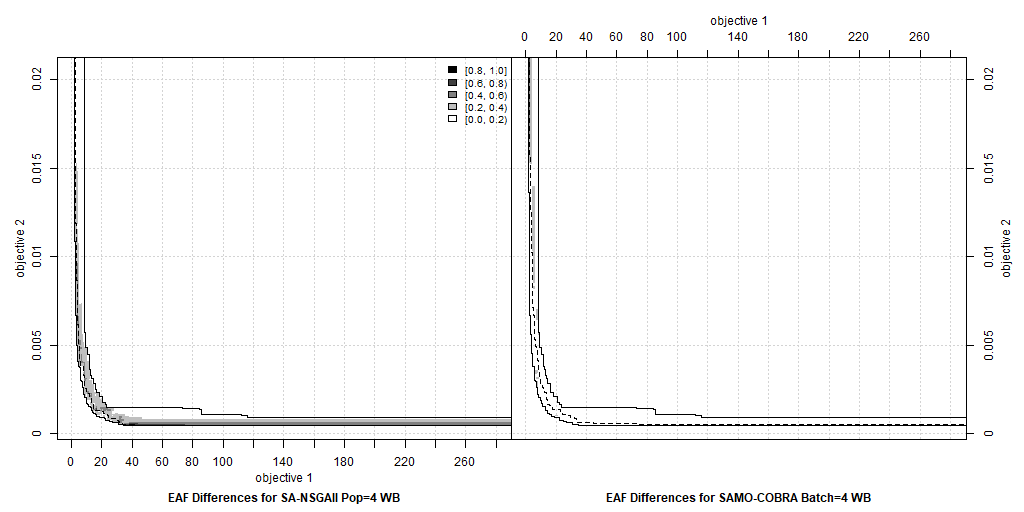 objective 1
0 20 40 60 80 100 140 180 220 260
[0.8, 1.0]
[0.6, 0.8)
[0.4, 0.6)
[0.2, 0.4)
[0.0, 0.2)
objective 2
0.02
0.015
0.01
0.005
0
0.02
0.015
0.01
0.005
0
objective 2
0 20 40 60 80 100 140 180 220 260
objective 1
EAF Differences for SA-NSGAII Pop=4 WB
EAF Differences for SAMO-COBRA Batch=4 WB